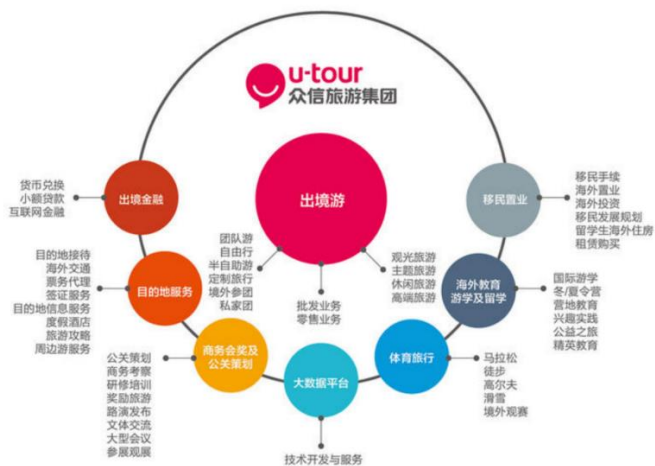 u-tour
众信旅游集团
出境游
团队游
自由行
半自助游
定制旅行
境外参团
私家团
批发业务
零售业务
观光旅游
主题旅游
休闲旅游
高端旅游
出境金融
货币兑换
小额贷款
互联网金融
目的地服务
目的地接待
海外交通
票务代理
签证服务
目的地信息服务
度假酒店
旅游攻略
周边游服务
商务会奖及
公关策划
公关策划
商务考察
研修培训
奖励旅游
路演发布
文体交流
大型会议
参展观展
大数据平台
技术开发与服务
体育旅行
马拉松
徒步
高尔夫
滑雪
境外观赛
海外教育
游学及留学
国际游学
冬/夏令营
营地教育
兴趣实践
公益之旅
精英教育
移民置业
移民手续
海外置业
海外投资
移民发展规划
留学生海外住房
租赁购买